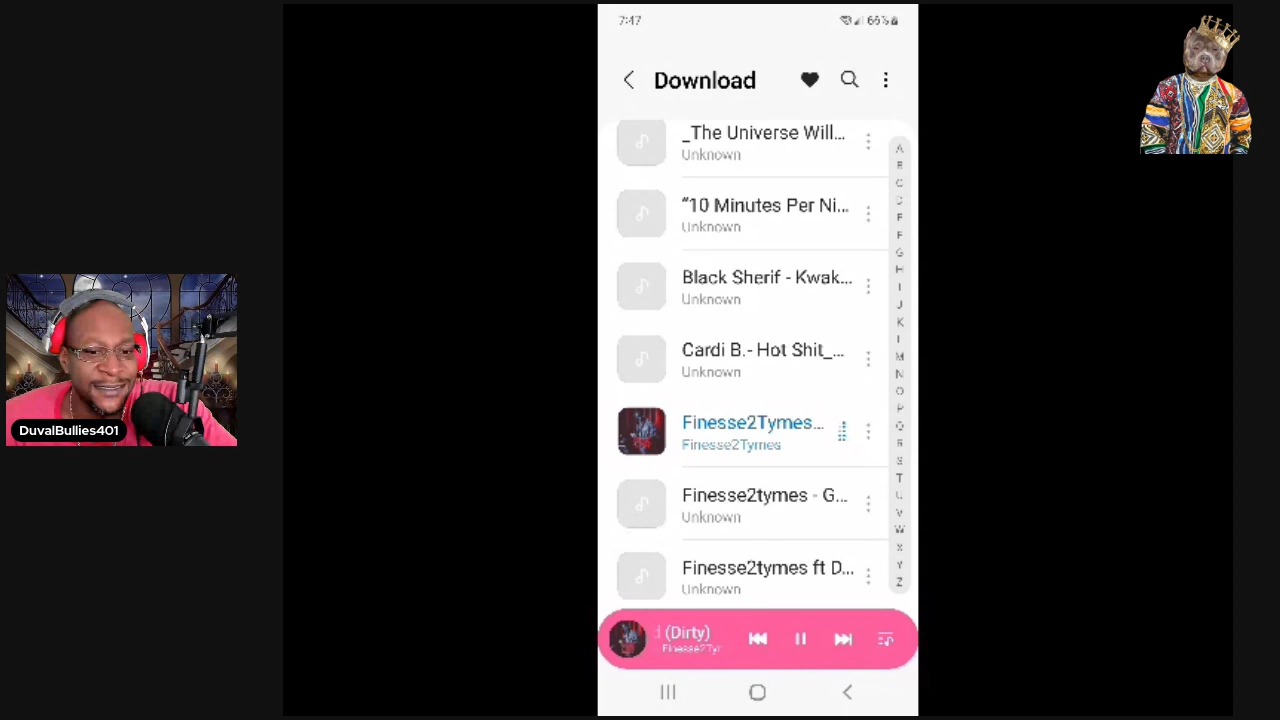 7:47
66%
Download
_The Universe Will...
Unknown
“10 Minutes Per Ni...
Unknown
Black Sherif - Kwak...
Unknown
Cardi B.- Hot Shit_...
Unknown
Finesse2Tymes...
Finesse2Tymes
Finesse2tymes - G...
Unknown
Finesse2tymes ft D...
Unknown
A
B
C
D
E
F
G
H
I
J
K
L
M
N
O
P
Q
R
S
T
U
V
W
X
Y
Z
(Dirty)
Finesse2Tyr
DuvalBullies401